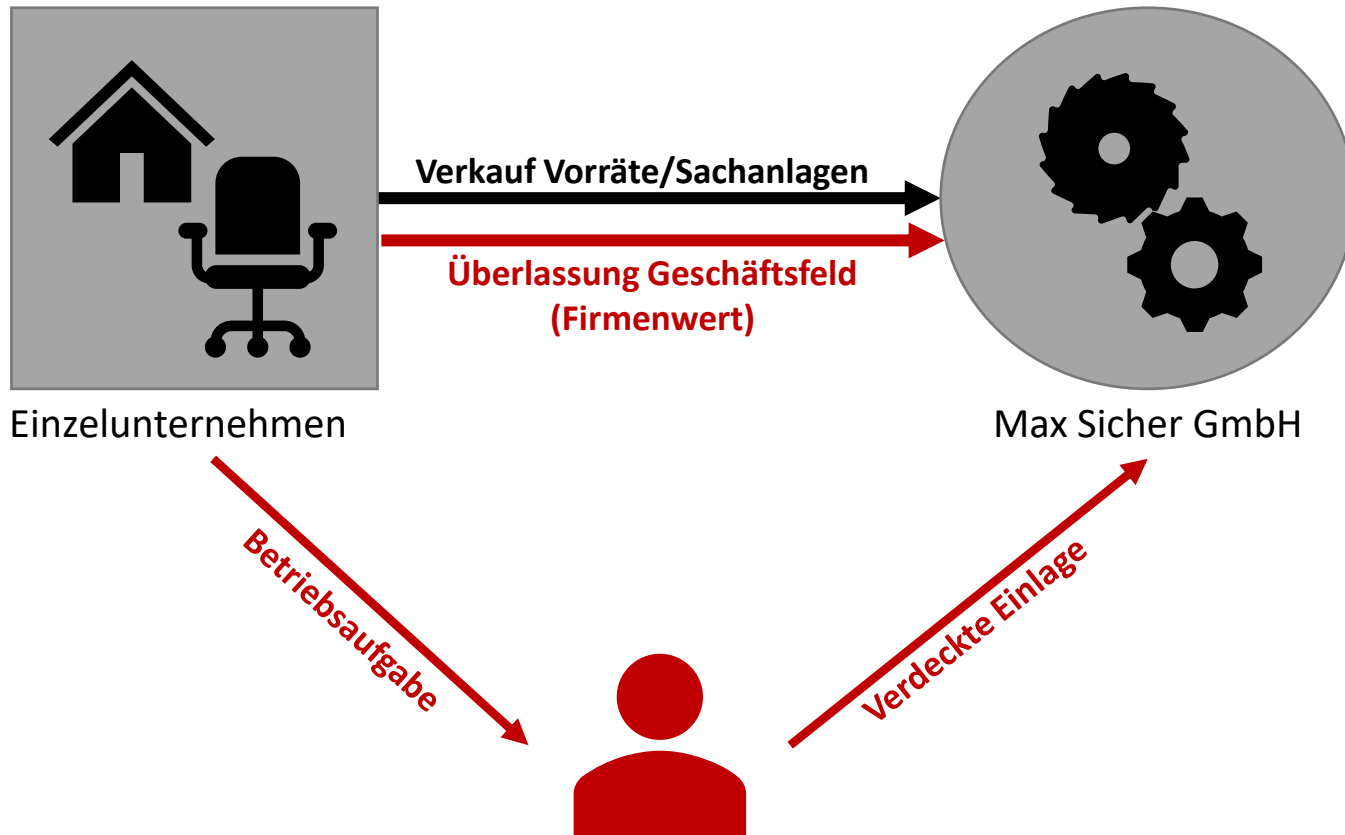 Verkauf Vorräte/Sachanlagen
Überlassung Geschäftsfeld
(Firmenwert)
Einzelunternehmen
Max Sicher GmbH
Betriebsaufgabe
Verdeckte Einlage